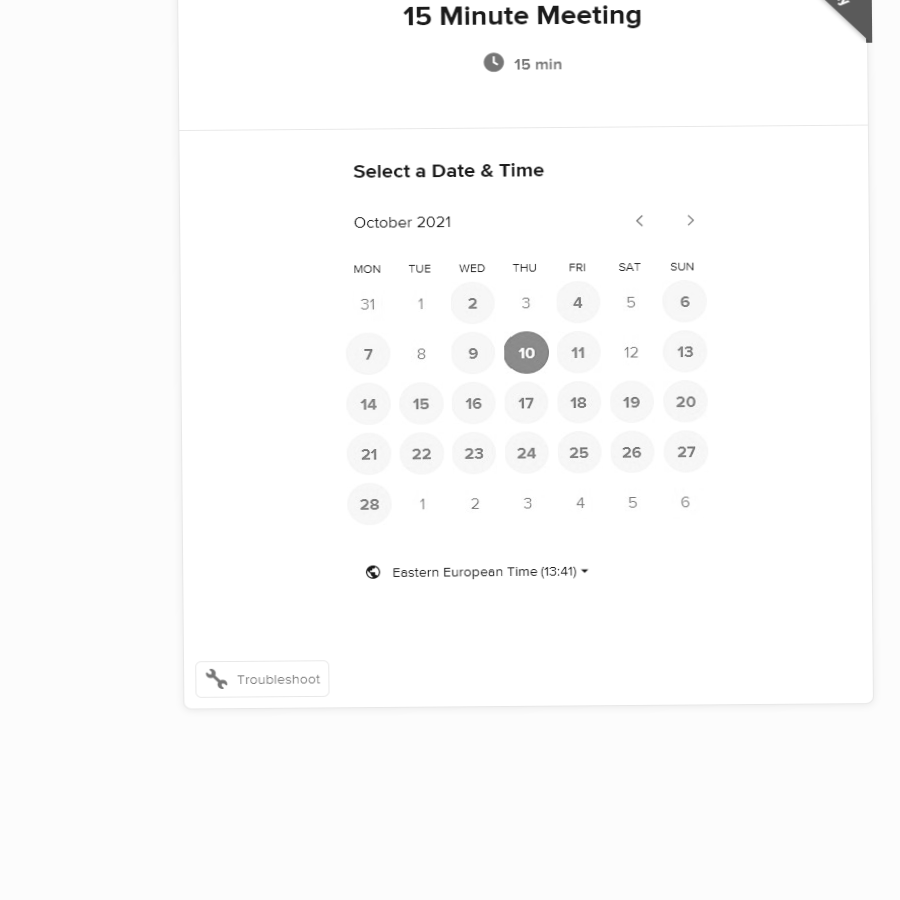 15 Minute Meeting
15 min
Select a Date & Time
October 2021
MON TUE WED THU FRI SAT SUN
31 1 2 3 4 5 6
7 8 9 10 11 12 13
14 15 16 17 18 19 20
21 22 23 24 25 26 27
28 1 2 3 4 5 6
Eastern European Time (13:41)
Troubleshoot